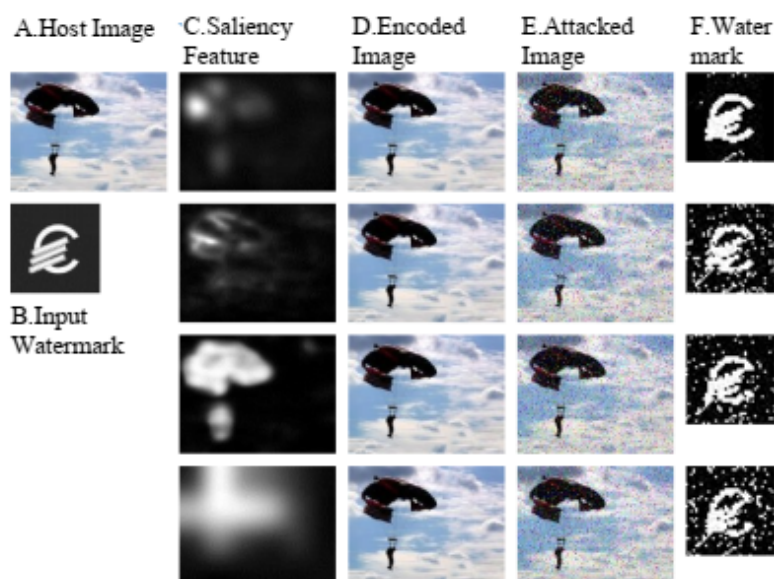 A.Host Image
C.Saliency
Feature
D.Encoded
Image
E.Attacked
Image
F.Water
mark
B.Input
Watermark